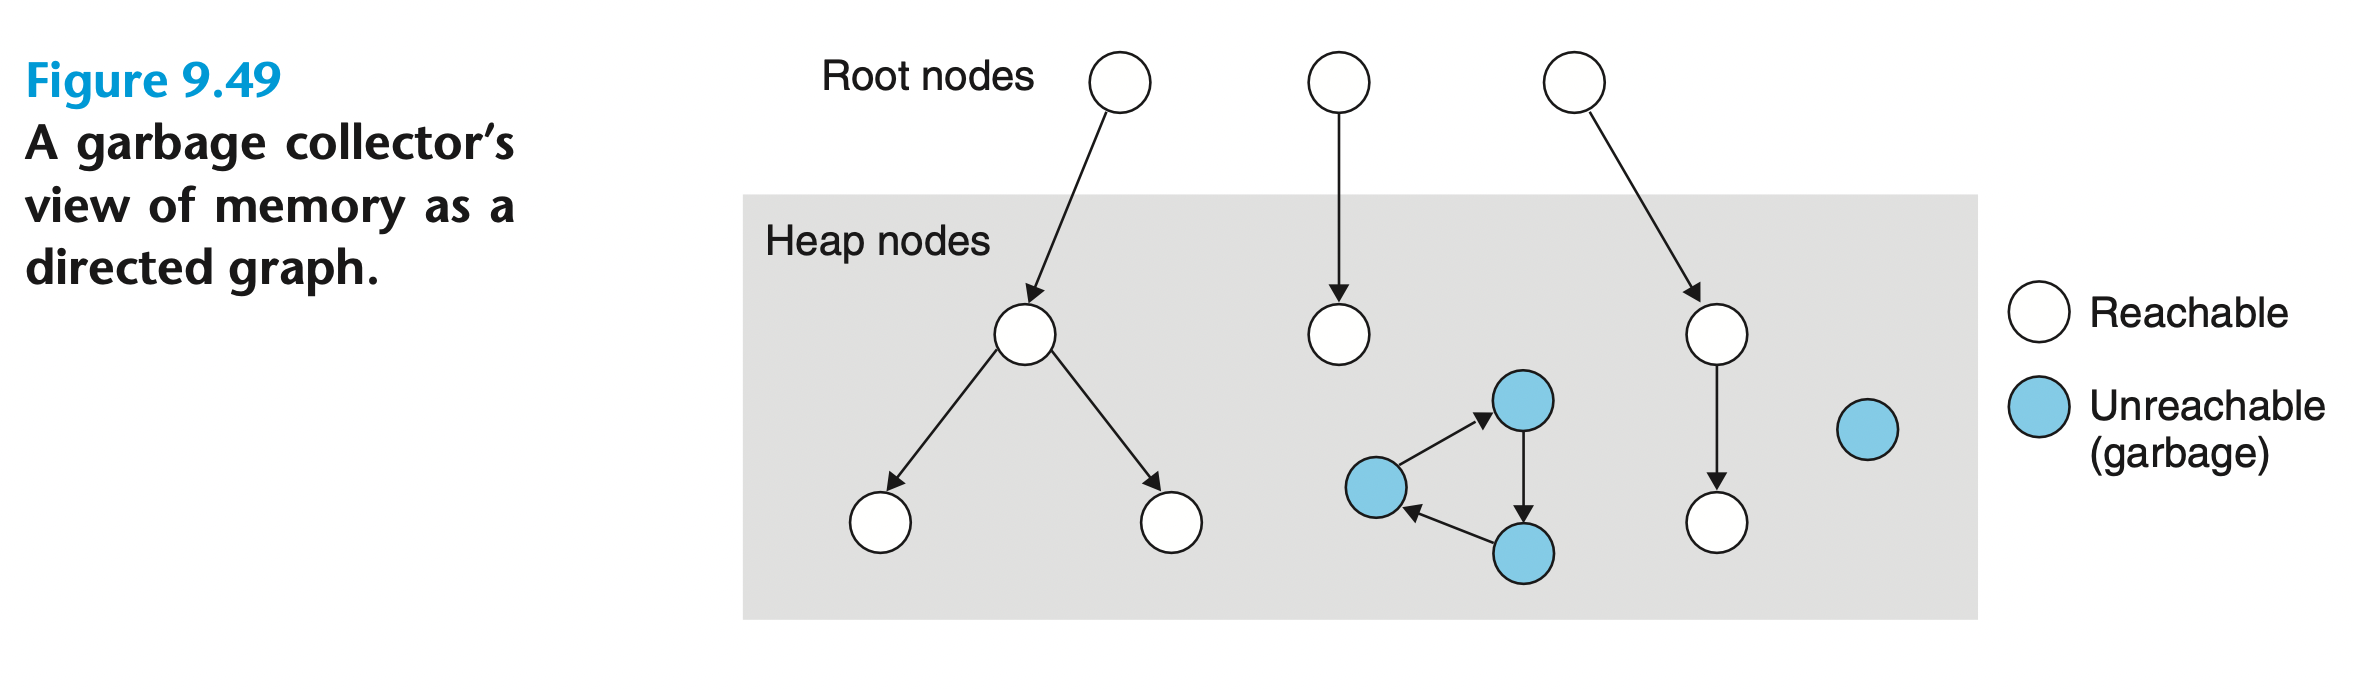 Figure 9.49
A garbage collector’s
view of memory as a
directed graph.
Root nodes
Heap nodes
Reachable
Unreachable
(garbage)